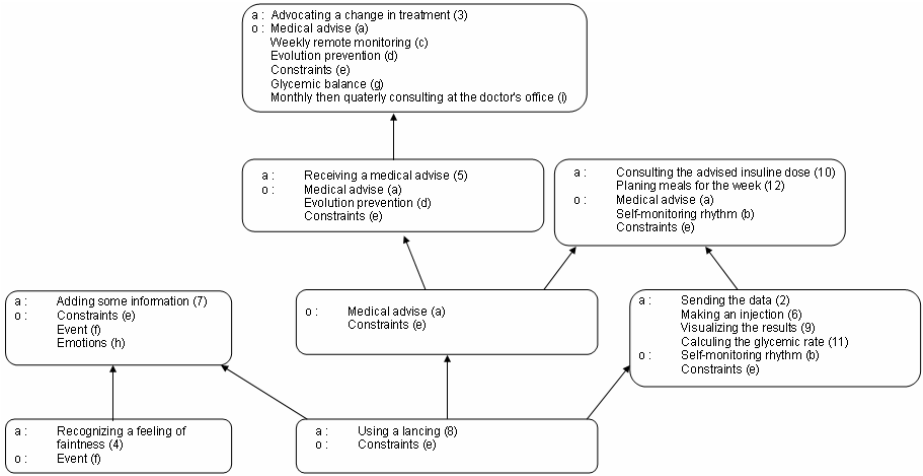 a : Advocating a change in treatment (3)
o : Medical advise (a)
Weekly remote monitoring (c)
Evolution prevention (d)
Constraints (e)
Glycemic balance (g)
Monthly then quaterly consulting at the doctor's office (i)
a : Receiving a medical advise (5)
o : Medical advise (a)
Evolution prevention (d)
Constraints (e)
a : Consulting the advised insuline dose (10)
Planing meals for the week (12)
o : Medical advise (a)
Self-monitoring rhythm (b)
Constraints (e)
a : Adding some information (7)
o : Constraints (e)
Event (f)
Emotions (h)
o : Medical advise (a)
Constraints (e)
a : Sending the data (2)
Making an injection (6)
Visualizing the results (9)
Calculing the glycemic rate (11)
o : Self-monitoring rhythm (b)
Constraints (e)
a : Recognizing a feeling of
faintness (4)
o : Event (f)
a : Using a lancing (8)
o : Constraints (e)